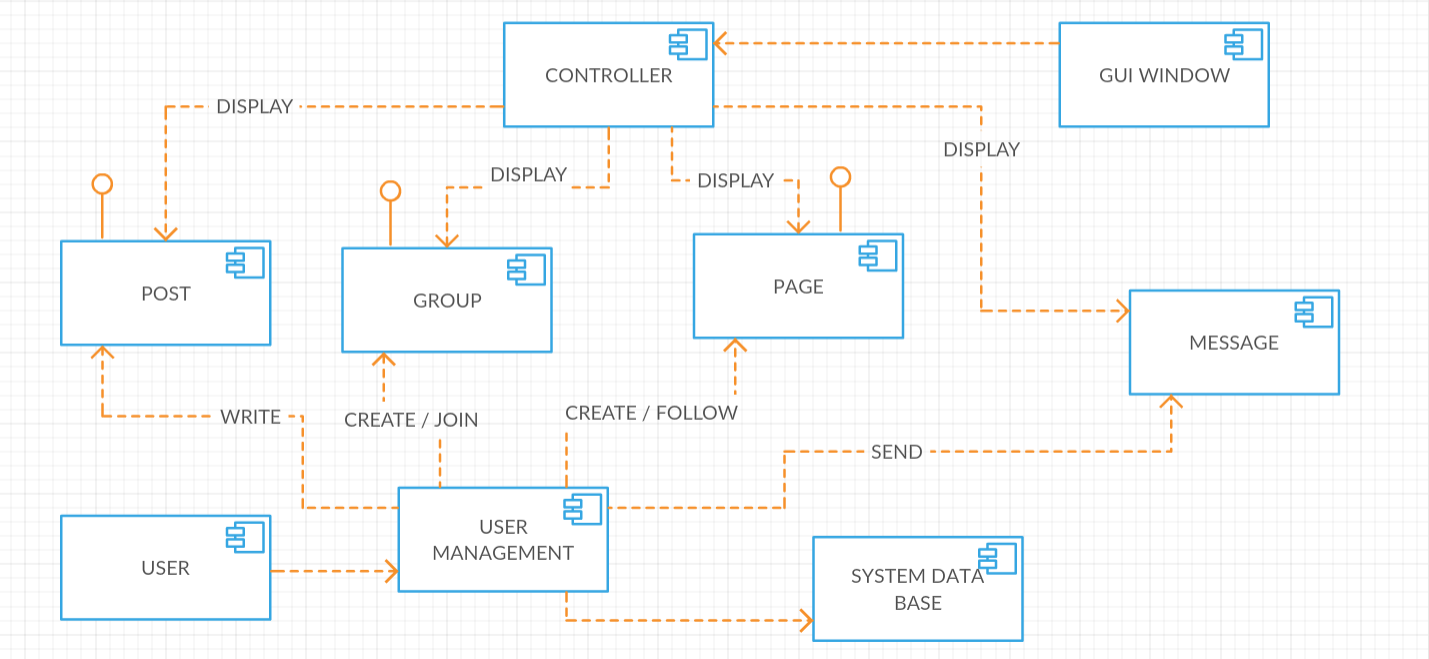 CONTROLLER
GUI WINDOW
DISPLAY
DISPLAY
DISPLAY
DISPLAY
POST
GROUP
PAGE
MESSAGE
WRITE
CREATE / JOIN
CREATE / FOLLOW
SEND
USER
USER
MANAGEMENT
SYSTEM DATA
BASE